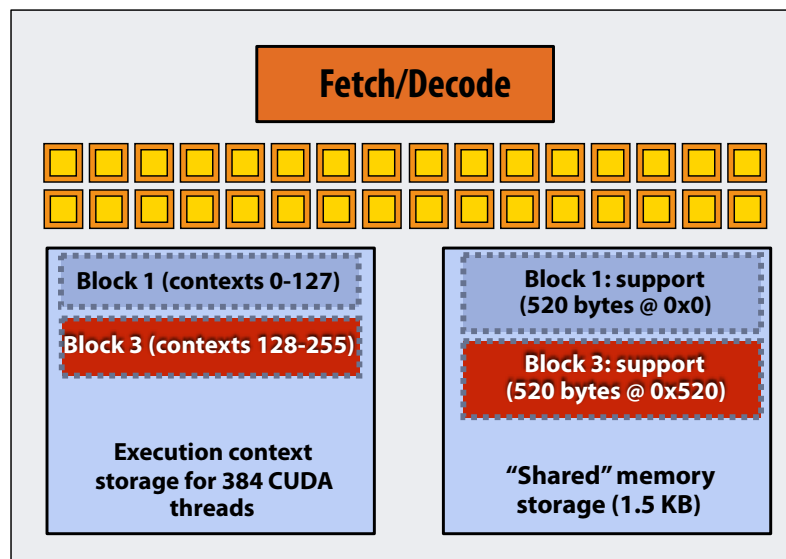 Fetch/Decode
Block 1 (contexts 0-127)
Block 3 (contexts 128-255)
Execution context
storage for 384 CUDA
threads
Block 1: support
(520 bytes @ 0x0)
Block 3: support
(520 bytes @ 0x520)
“Shared” memory
storage (1.5 KB)